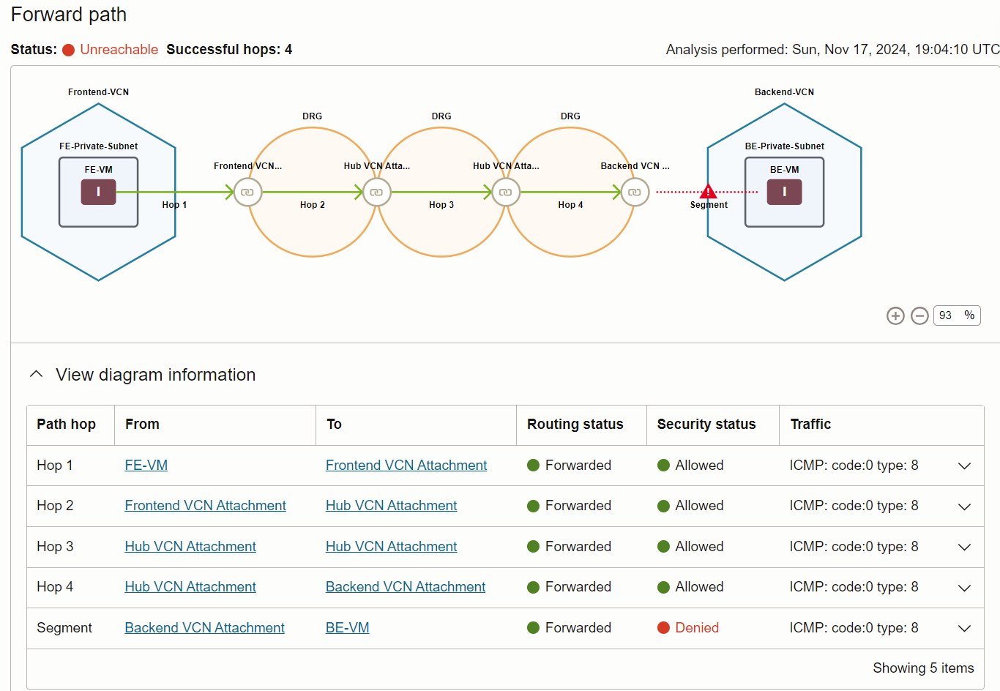 Forward path
Status: Unreachable Successful hops: 4
Analysis performed: Sun, Nov 17, 2024, 19:04:10 UTC
Frontend-VCN
Backend-VCN
DRG
DRG
DRG
FE-Private-Subnet
BE-Private-Subnet
FE-VM
Frontend VCN...
Hub VCN Atta...
Hub VCN Atta...
Backend VCN ...
BE-VM
I
I
Hop 1
Hop 2
Hop 3
Hop 4
Segment
93 %
View diagram information
Path hop From To Routing status Security status Traffic
Hop 1 FE-VM Frontend VCN Attachment Forwarded Allowed ICMP: code:0 type: 8
Hop 2 Frontend VCN Attachment Hub VCN Attachment Forwarded Allowed ICMP: code:0 type: 8
Hop 3 Hub VCN Attachment Hub VCN Attachment Forwarded Allowed ICMP: code:0 type: 8
Hop 4 Hub VCN Attachment Backend VCN Attachment Forwarded Allowed ICMP: code:0 type: 8
Segment Backend VCN Attachment BE-VM Forwarded Denied ICMP: code:0 type: 8
Showing 5 items